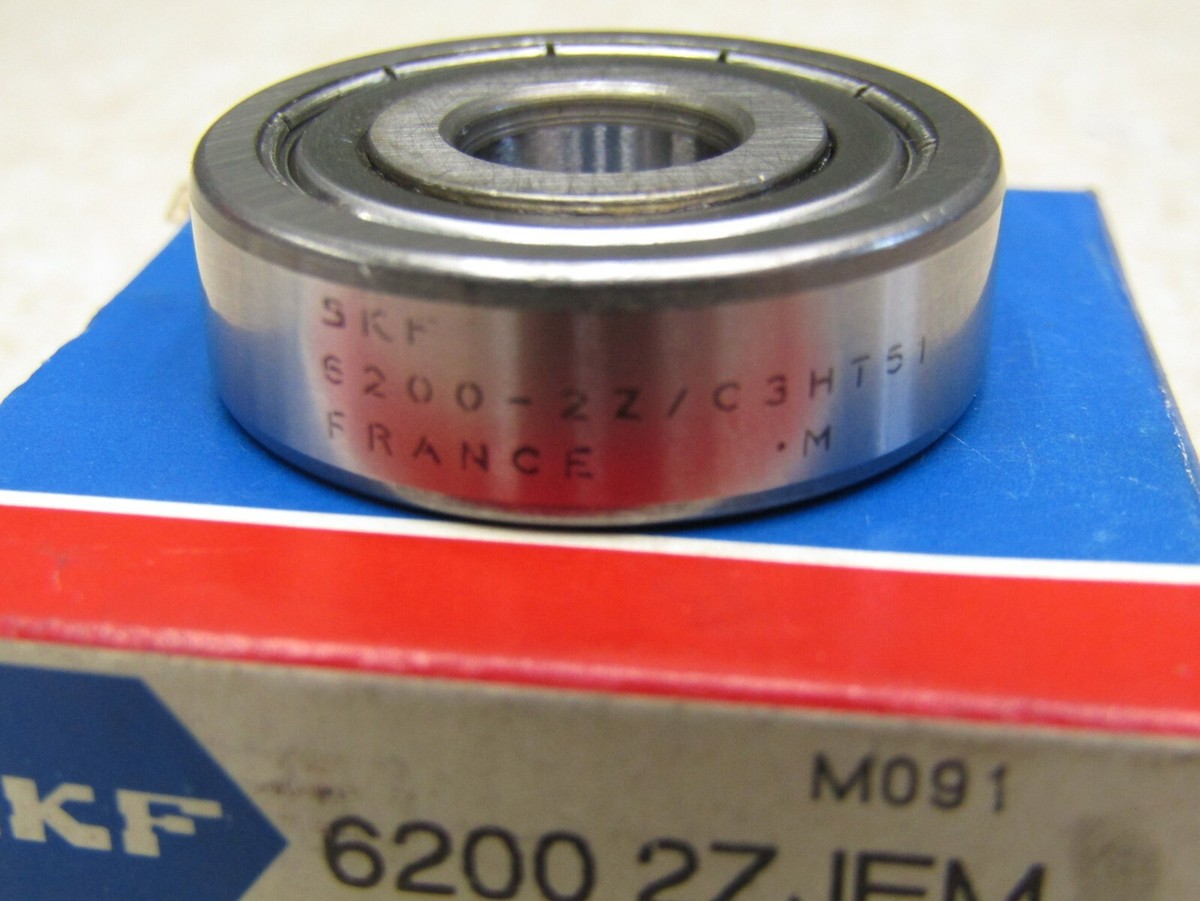 SKF
6200-2Z/C3HT51
FRANCE .M
M091
SKF
6200 2ZJEM